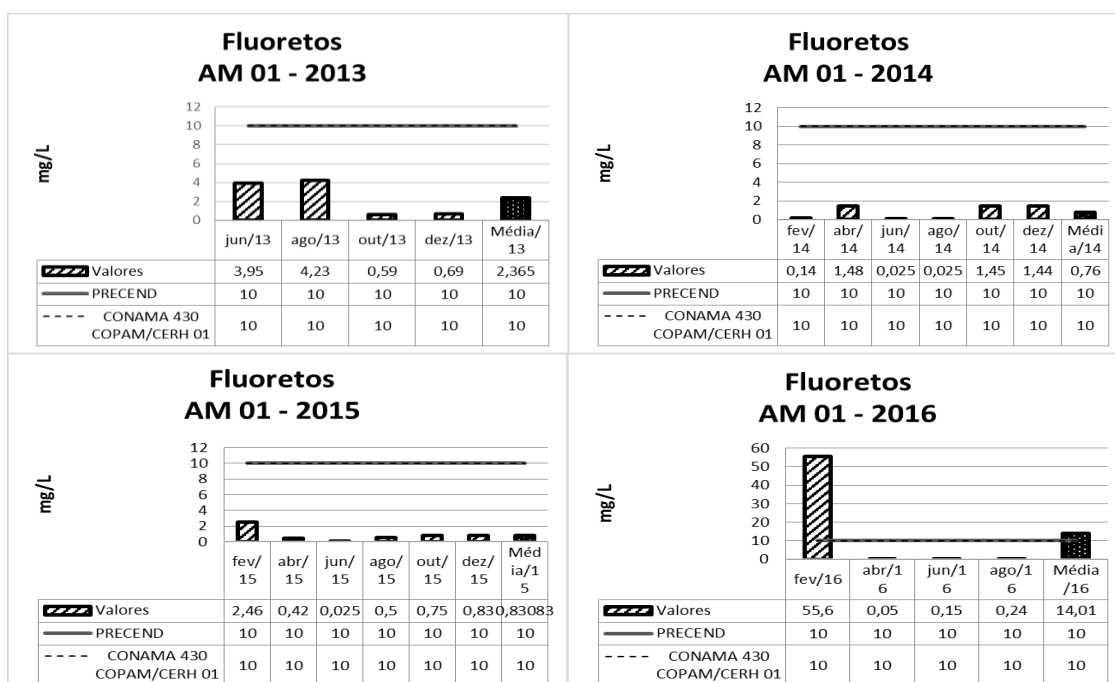 Fluoretos
AM 01 - 2013
mg/L
12
10
8
6
4
2
0
jun/13 ago/13 out/13 dez/13 Média/
13
Valores 3,95 4,23 0,59 0,69 2,365
PRECEND 10 10 10 10 10
CONAMA 430
COPAM/CERH 01 10 10 10 10 10
Fluoretos
AM 01 - 2014
mg/L
12
10
8
6
4
2
0
fev/ abr/ jun/ ago/ out/ dez/ Médi
14 14 14 14 14 14 a/14
Valores 0,14 1,48 0,025 0,025 1,45 1,44 0,76
PRECEND 10 10 10 10 10 10 10
CONAMA 430
COPAM/CERH 01 10 10 10 10 10 10 10
Fluoretos
AM 01 - 2015
mg/L
12
10
8
6
4
2
0
fev/ abr/ jun/ ago/ out/ dez/ Méd
15 15 15 15 15 15 ia/1
5
Valores 2,46 0,42 0,025 0,5 0,75 0,83 0,83083
PRECEND 10 10 10 10 10 10 10
CONAMA 430
COPAM/CERH 01 10 10 10 10 10 10 10
Fluoretos
AM 01 - 2016
mg/L
60
50
40
30
20
10
0
fev/16 abr/1 jun/1 ago/1 Média
6 6 6 /16
Valores 55,6 0,05 0,15 0,24 14,01
PRECEND 10 10 10 10 10
CONAMA 430
COPAM/CERH 01 10 10 10 10 10